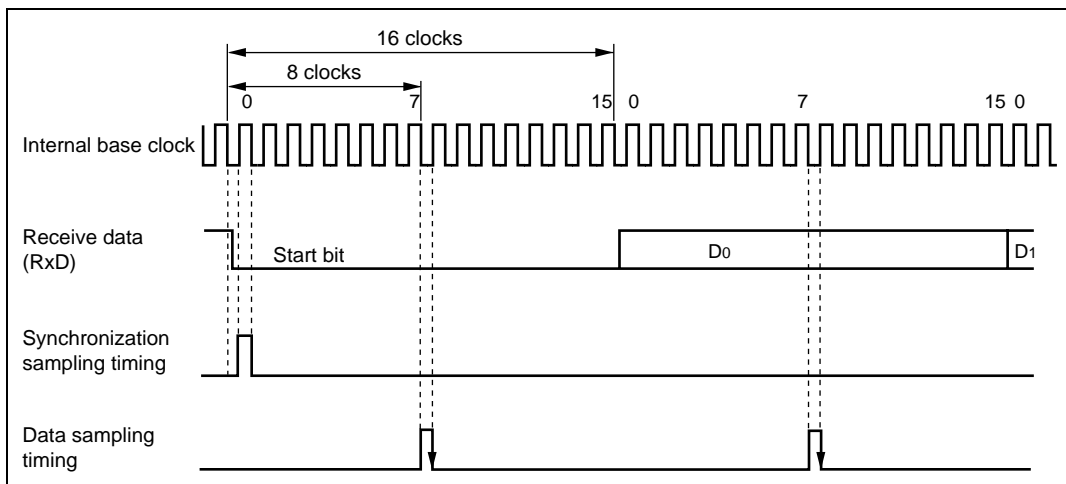 16 clocks
8 clocks
0 7 15 0 7 15 0
Internal base clock
Receive data
(RxD)
Start bit D0 D1
Synchronization
sampling timing
Data sampling
timing